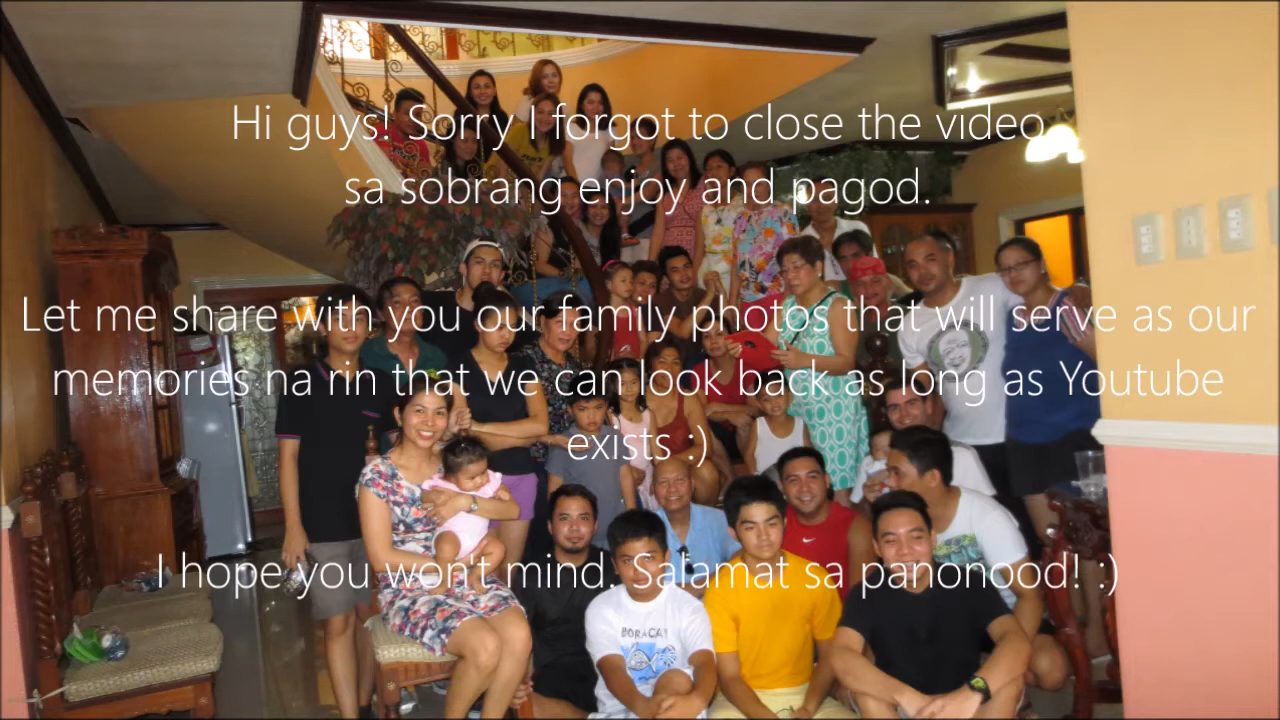 Hi guys! Sorry I forgot to close the video
sa sobrang enjoy and pagod.
Let me share with you our family photos that will serve as our
memories na rin that we can look back as long as Youtube
exists :)
I hope you won't mind. Salamat sa panonood! :)
BORACAY